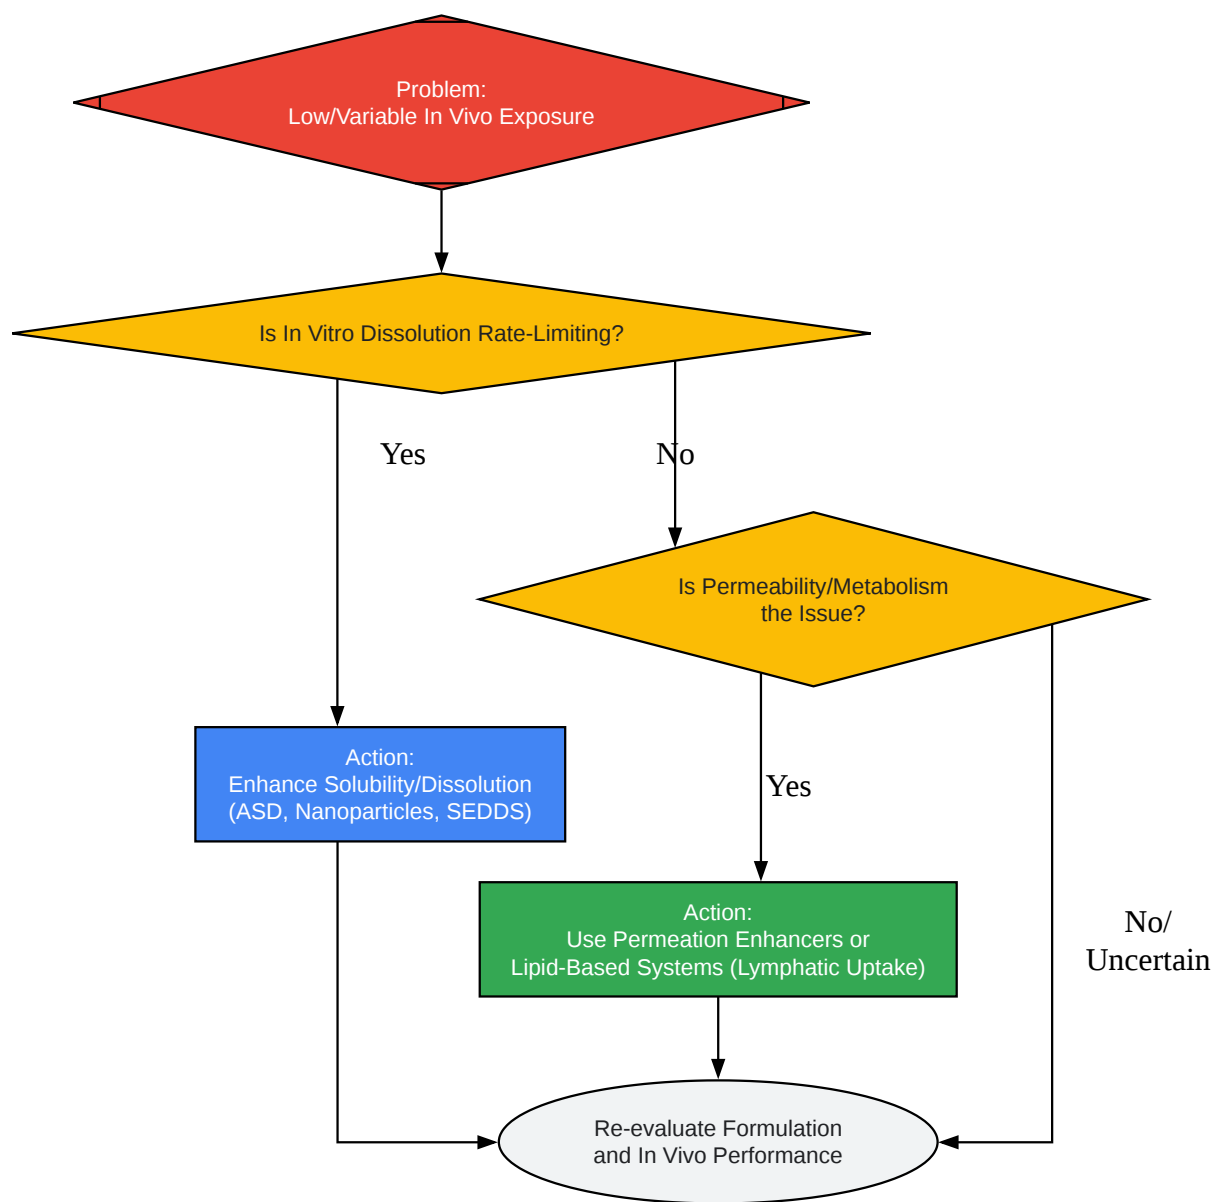 Problem:
Low/Variable In Vivo Exposure
Is In Vitro Dissolution Rate-Limiting?
Yes
No
Is Permeability/Metabolism
the Issue?
Action:
Enhance Solubility/Dissolution
(ASD, Nanoparticles, SEDDS)
Yes
Action:
Use Permeation Enhancers or
Lipid-Based Systems (Lymphatic Uptake)
No/
Uncertain
Re-evaluate Formulation
and In Vivo Performance